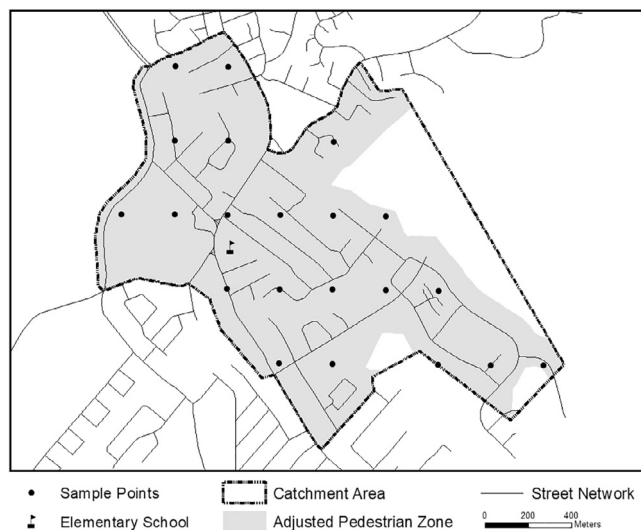 Sample Points Catchment Area Street Network
Elementary School Adjusted Pedestrian Zone 0 200 400
Meters